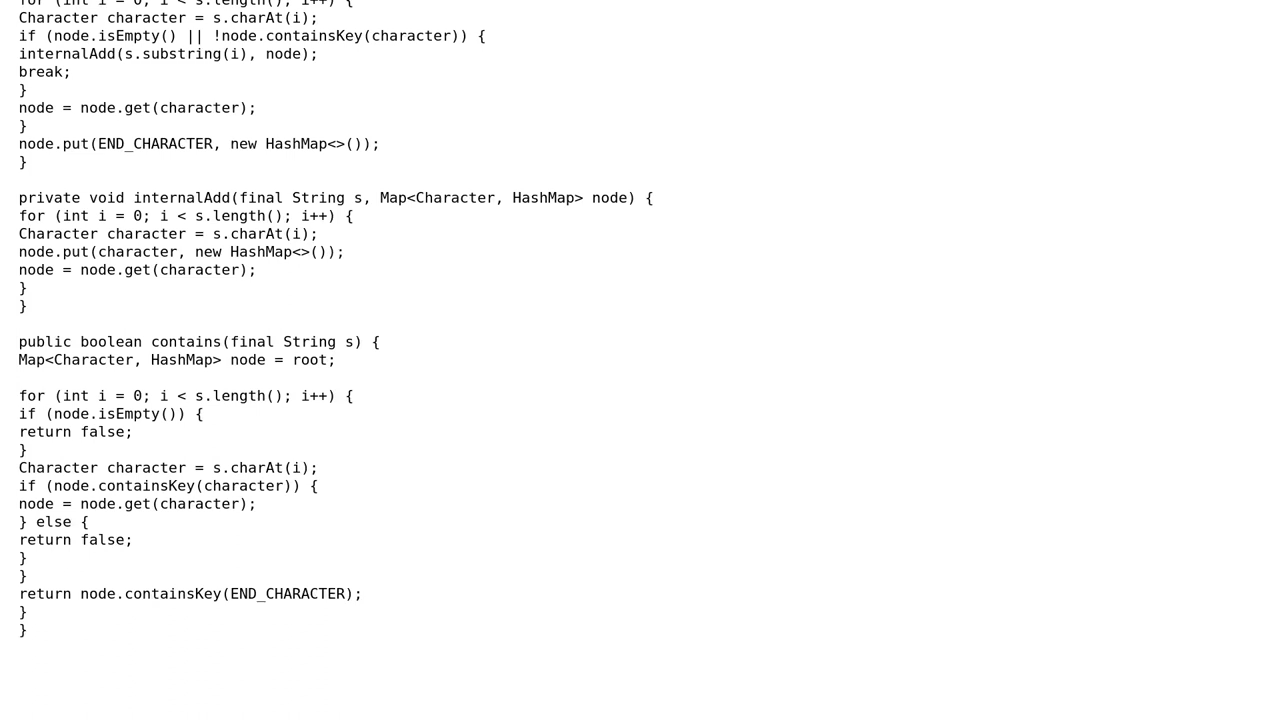 for (int i = 0; i < s.length(); i++) {
Character character = s.charAt(i);
if (node.isEmpty() || !node.containsKey(character)) {
internalAdd(s.substring(i), node);
break;
}
node = node.get(character);
}
node.put(END_CHARACTER, new HashMap<>());
}
private void internalAdd(final String s, Map<Character, HashMap> node) {
for (int i = 0; i < s.length(); i++) {
Character character = s.charAt(i);
node.put(character, new HashMap<>());
node = node.get(character);
}
}
public boolean contains(final String s) {
Map<Character, HashMap> node = root;
for (int i = 0; i < s.length(); i++) {
if (node.isEmpty()) {
return false;
}
Character character = s.charAt(i);
if (node.containsKey(character)) {
node = node.get(character);
} else {
return false;
}
}
return node.containsKey(END_CHARACTER);
}
}